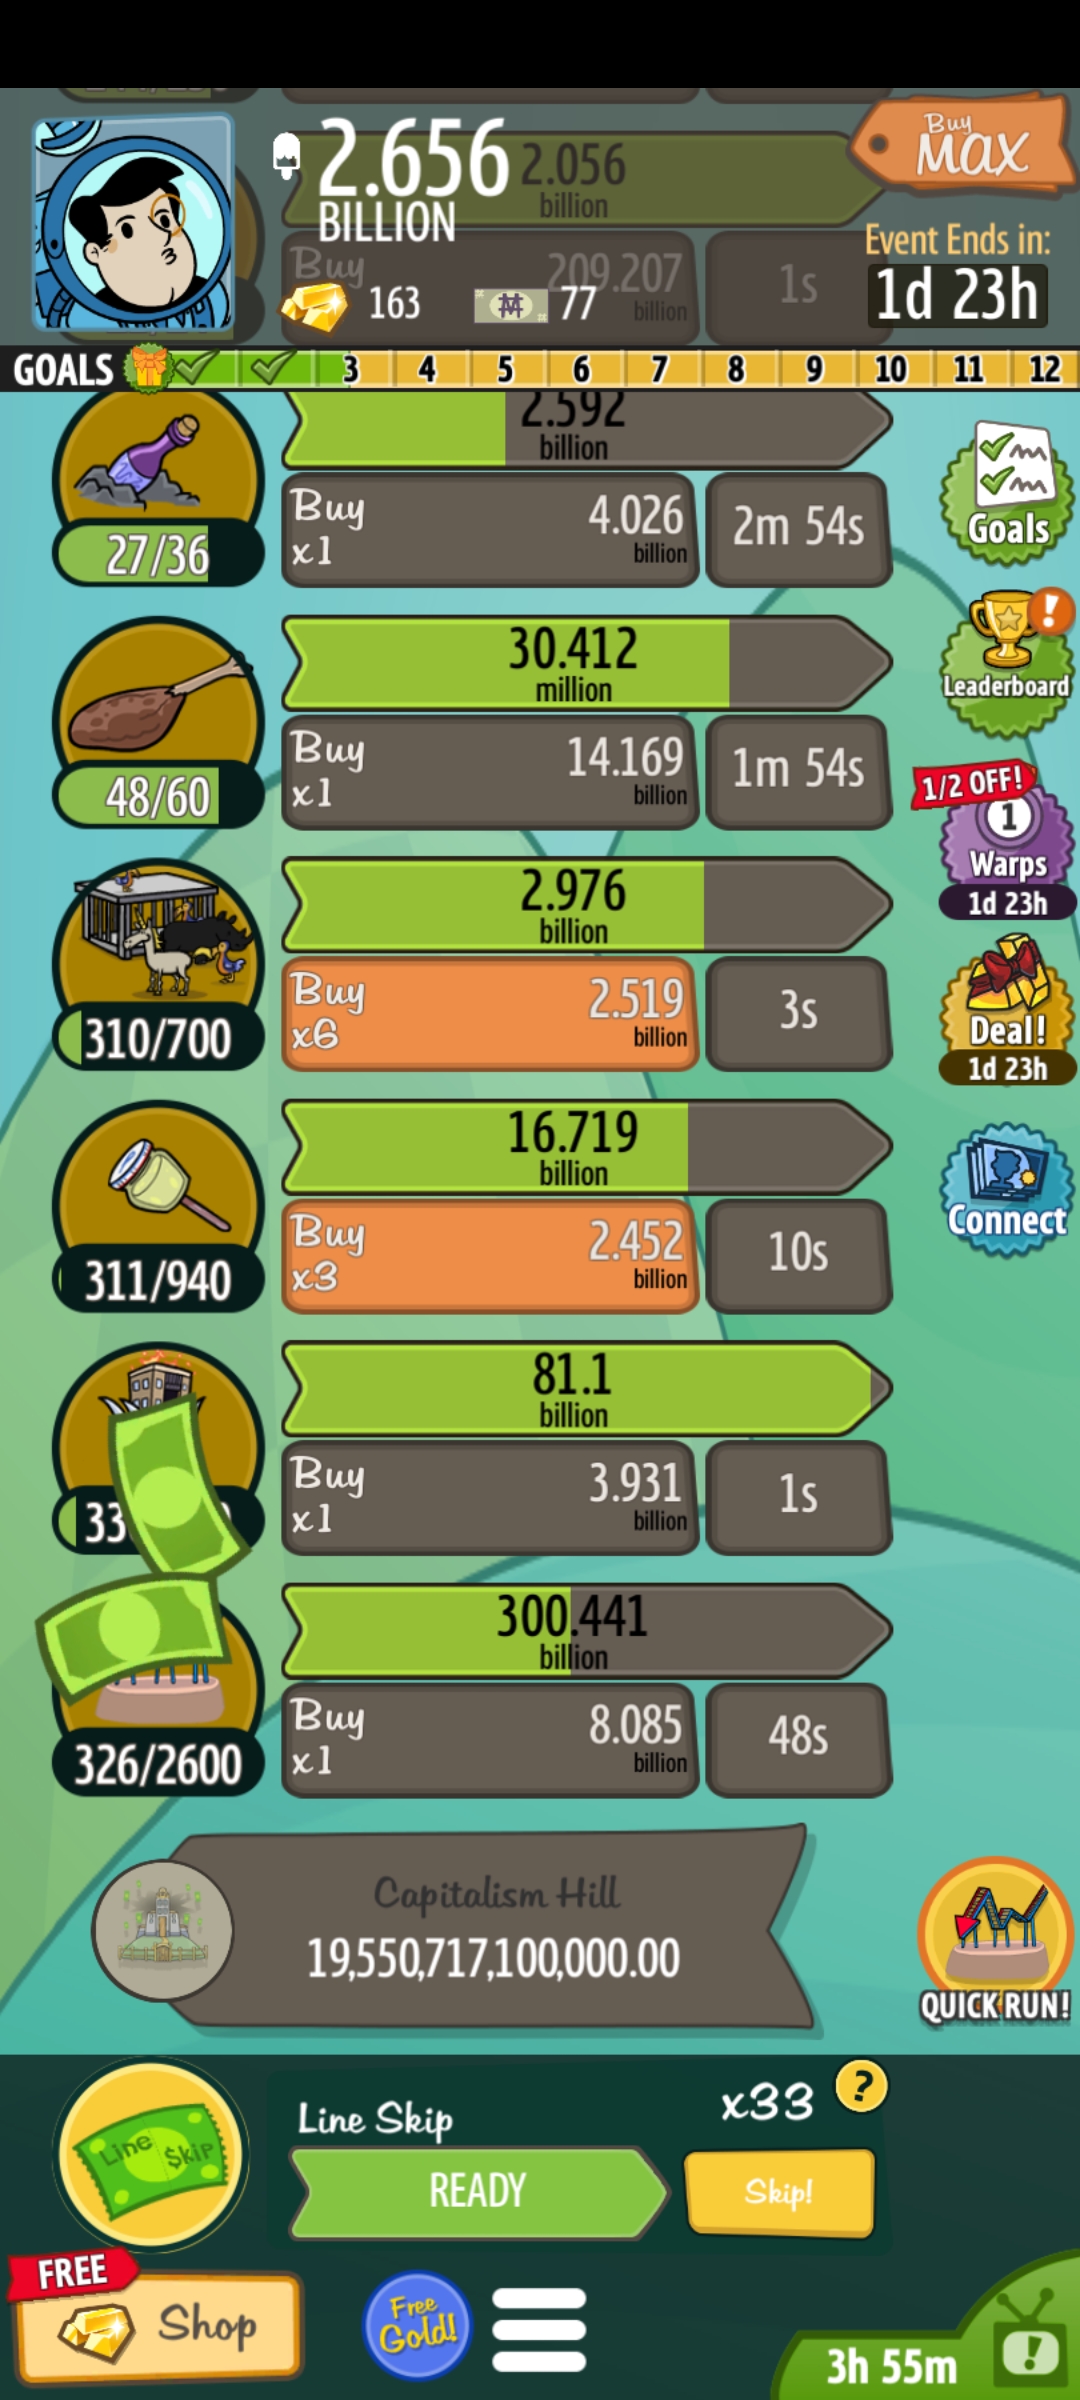 2.656
BILLION
2.056
billion
Buy
MAX
Buy
209.207
billion
1s
163
77
Event Ends in:
1d 23h
GOALS
3
4
5
6
7
8
9
10
11
12
2.592
billion
27/36
Buy
x1
4.026
billion
2m 54s
Goals
30.412
million
48/60
Buy
x1
14.169
billion
1m 54s
!
Leaderboard
1/2 OFF!
1
Warps
1d 23h
2.976
billion
310/700
Buy
x6
2.519
billion
3s
Deal!
1d 23h
16.719
billion
311/940
Buy
x3
2.452
billion
10s
Connect
81.1
billion
Buy
x1
3.931
billion
1s
300.441
billion
326/2600
Buy
x1
8.085
billion
48s
Capitalism Hill
19,550,717,100,000.00
QUICK RUN!
Line $kip
Line Skip
x33
?
READY
Skip!
FREE
Shop
Free
Gold!
3h 55m
!